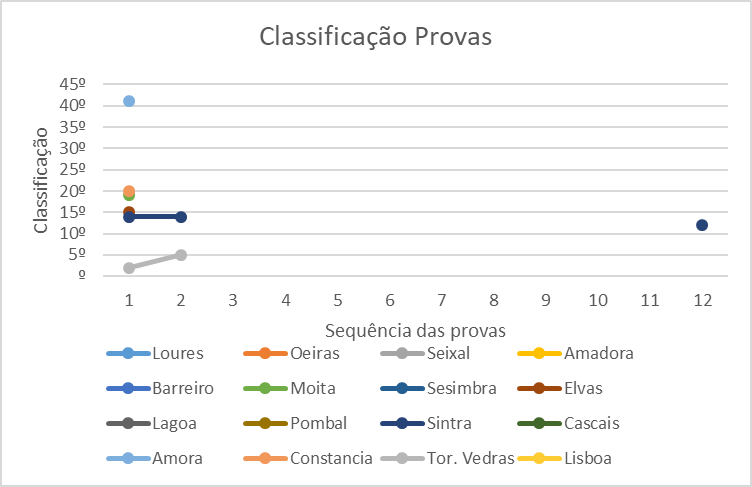 Classificação Provas
45º
40º
35º
30º
25º
20º
15º
10º
5º
º
Classificação
1 2 3 4 5 6 7 8 9 10 11 12
Sequência das provas
Loures Oeiras Seixal Amadora
Barreiro Moita Sesimbra Elvas
Lagoa Pombal Sintra Cascais
Amora Constancia Tor. Vedras Lisboa